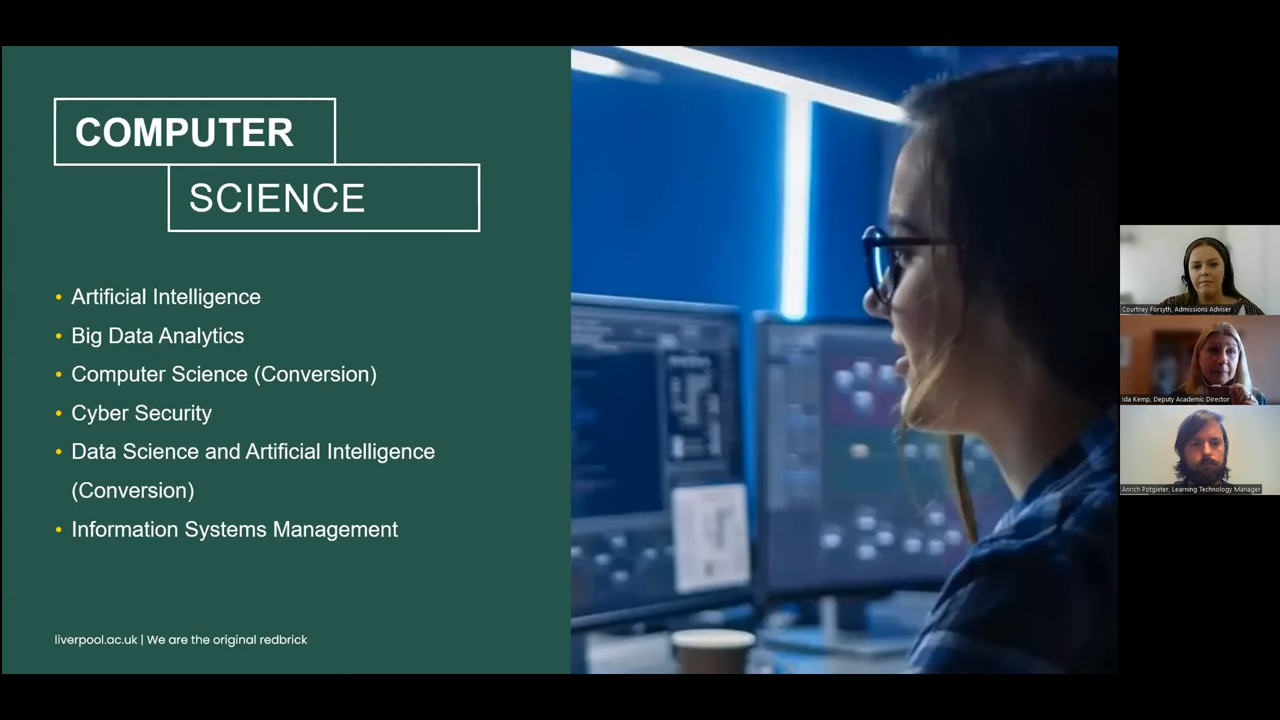 COMPUTER
SCIENCE
• Artificial Intelligence
• Big Data Analytics
• Computer Science (Conversion)
• Cyber Security
• Data Science and Artificial Intelligence
(Conversion)
• Information Systems Management
liverpool.ac.uk | We are the original redbrick
Courtney Forsyth, Admissions Adviser
Ida Kemp, Deputy Academic Director
Anrich Potgieter, Learning Technology Manager